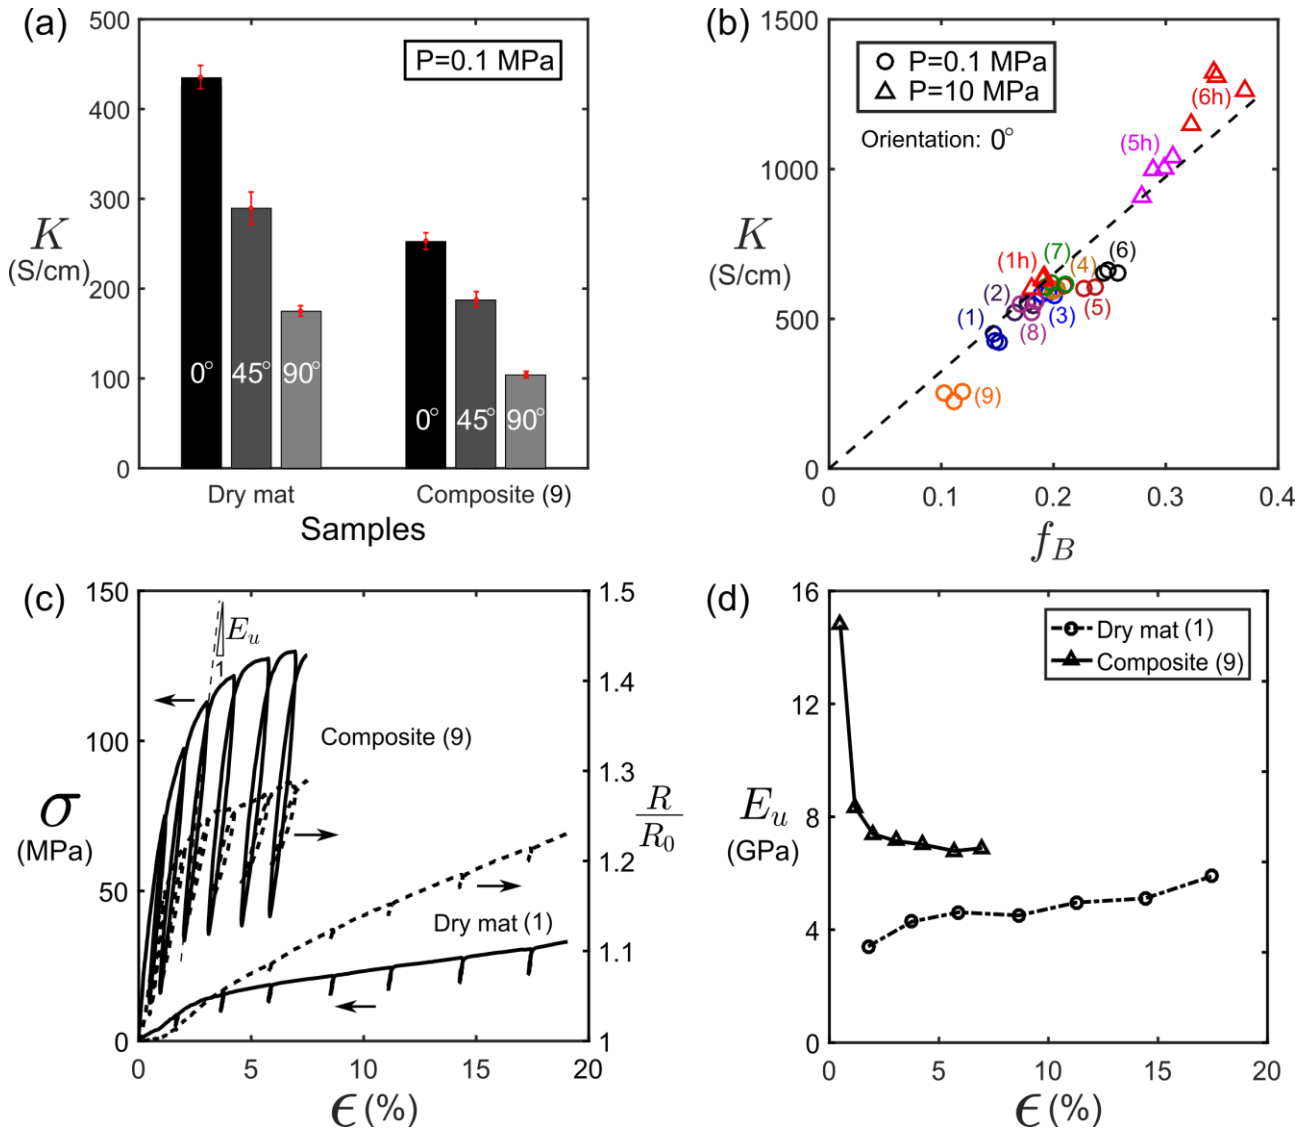 (a)
500
400
300
200
100
0
K
(S/cm)
P=0.1 MPa
0° 45° 90°
0° 45° 90°
Dry mat
Composite (9)
Samples
(b)
1500
1000
500
0
K
(S/cm)
P=0.1 MPa
P=10 MPa
Orientation: 0°
(6h)
(5h)
(1h)
(7)
(4)
(6)
(2)
(1)
(8)
(3)
(5)
(9)
0 0.1 0.2 0.3 0.4
f_B
(c)
150
100
50
0
σ
(MPa)
E_u
1
Composite (9)
Dry mat (1)
1.5
1.4
1.3
1.2
1.1
1
R
R_0
0 5 10 15 20
ϵ (%)
(d)
16
12
8
4
0
E_u
(GPa)
Dry mat (1)
Composite (9)
0 5 10 15 20
ϵ (%)